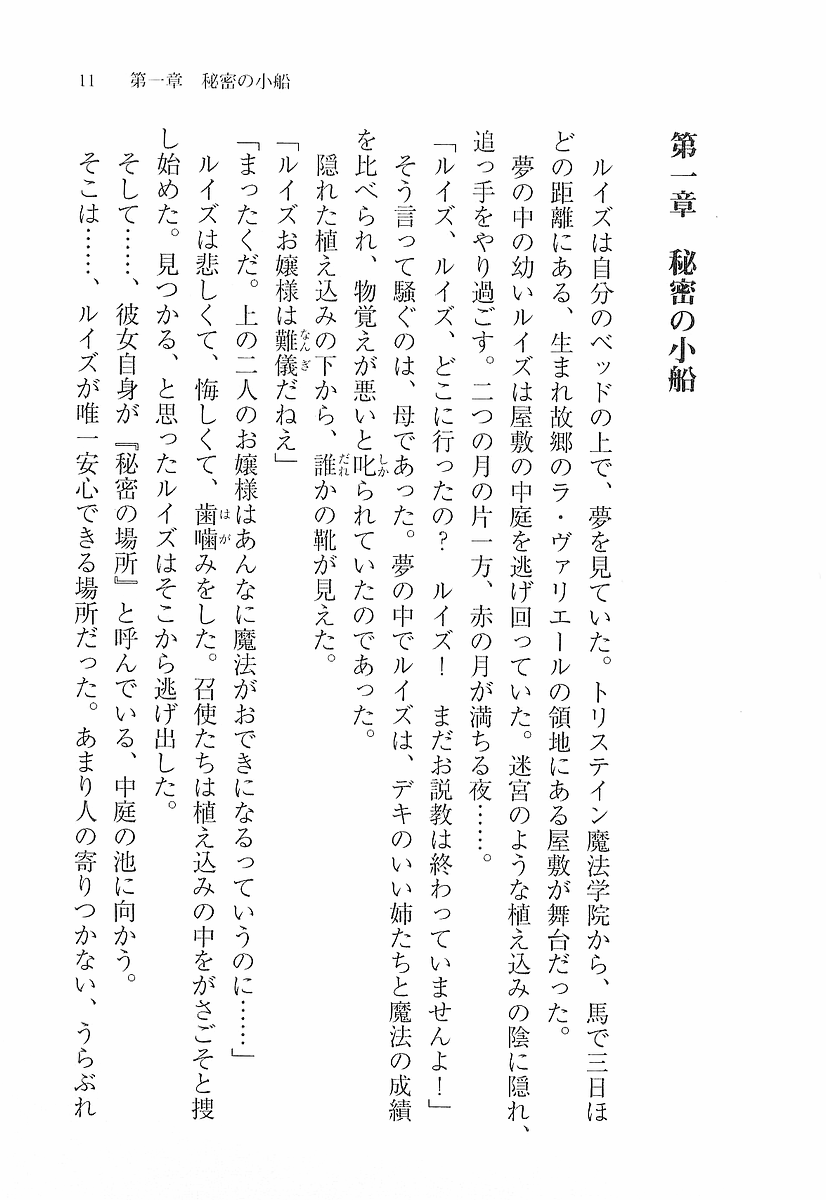 11　第一章　秘密の小船
第一章　秘密の小船
　ルイズは自分のベッドの上で、夢を見ていた。トリステイン魔法学院から、馬で三日ほ
どの距離にある、生まれ故郷のラ・ヴァリエールの領地にある屋敷が舞台だった。
　夢の中の幼いルイズは屋敷の中庭を逃げ回っていた。迷宮のような植え込みの陰に隠れ、
追っ手をやり過ごす。二つの月の片一方、赤の月が満ちる夜……。
「ルイズ、ルイズ、どこに行ったの？　ルイズ！　まだお説教は終わっていませんよ！」
　そう言って騒ぐのは、母であった。夢の中でルイズは、デキのいい姉たちと魔法の成績
を比べられ、物覚えが悪いと叱られていたのであった。
　隠れた植え込みの下から、誰かの靴が見えた。
「ルイズお嬢様は難儀だねえ」
「まったくだ。上の二人のお嬢様はあんなに魔法がおできになるっていうのに……」
　ルイズは悲しくて、悔しくて、歯噛みをした。召使たちは植え込みの中をがさごそと捜
し始めた。見つかる、と思ったルイズはそこから逃げ出した。
　そして……、彼女自身が『秘密の場所』と呼んでいる、中庭の池に向かう。
　そこは……、ルイズが唯一安心できる場所だった。あまり人の寄りつかない、うらぶれ